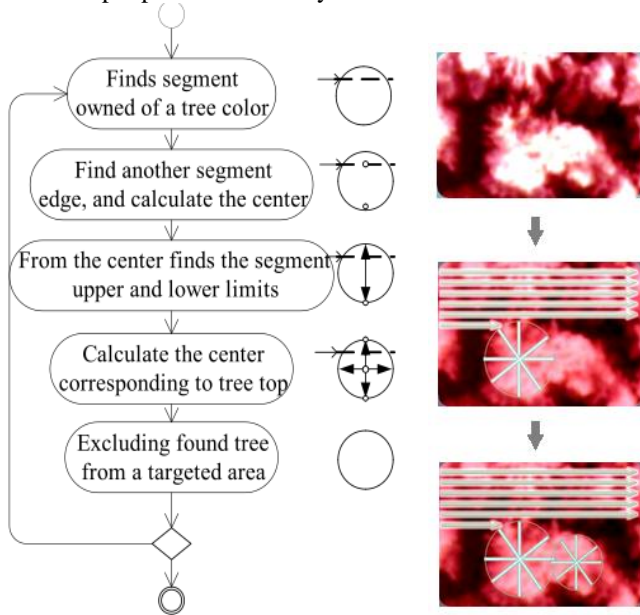 Finds segment
owned of a tree color
Find another segment
edge, and calculate the center
From the center finds the segment
upper and lower limits
Calculate the center
corresponding to tree top
Excluding found tree
from a targeted area